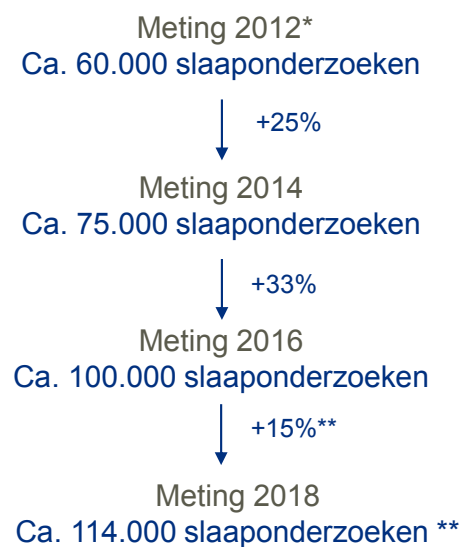 Meting 2012*
Ca. 60.000 slaaponderzoeken
+25%
Meting 2014
Ca. 75.000 slaaponderzoeken
+33%
Meting 2016
Ca. 100.000 slaaponderzoeken
+15%**
Meting 2018
Ca. 114.000 slaaponderzoeken **